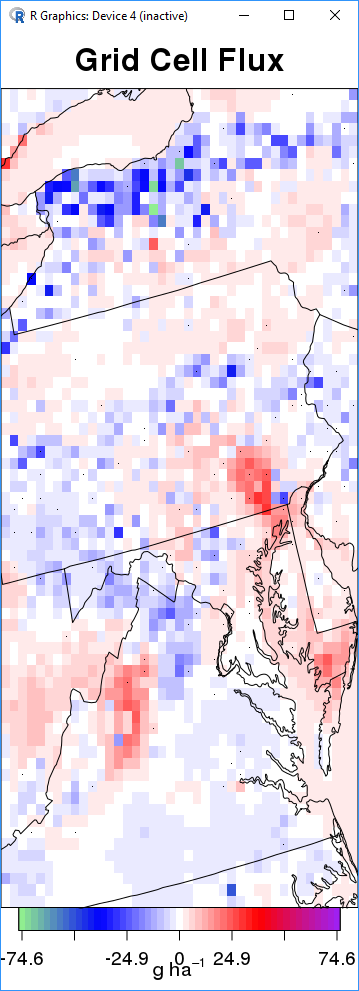 R Graphics: Device 4 (inactive)
Grid Cell Flux
-74.6 -24.9 0 24.9 74.6
g ha⁻¹